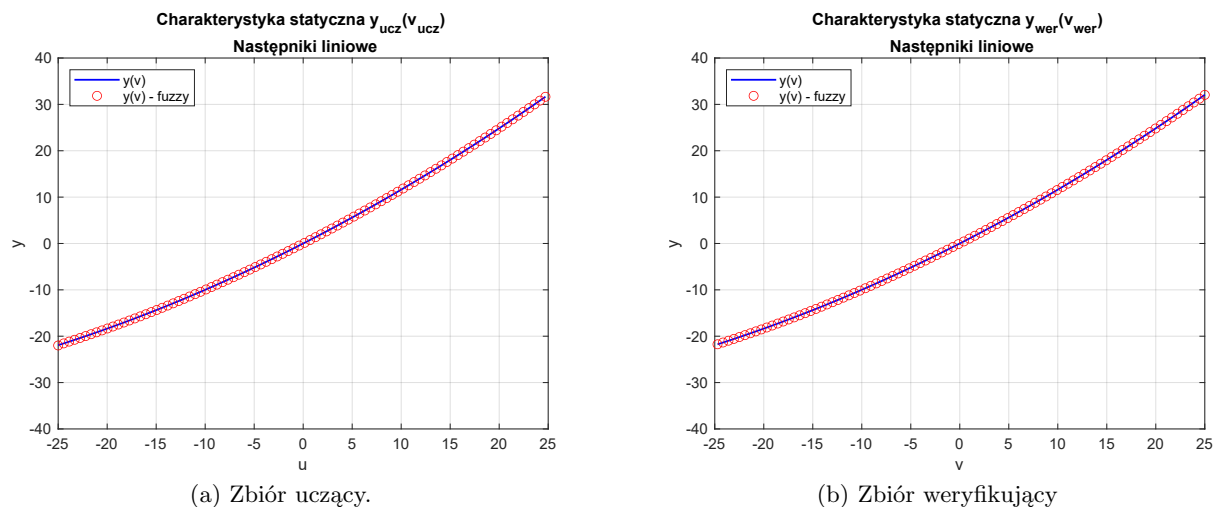 Charakterystyka statyczna y_ucz(v_ucz)
Następniki liniowe
y(v)
y(v) - fuzzy
40
30
20
10
0
-10
-20
-30
-40
y
-25 -20 -15 -10 -5 0 5 10 15 20 25
u
(a) Zbiór uczący.
Charakterystyka statyczna y_wer(v_wer)
Następniki liniowe
y(v)
y(v) - fuzzy
40
30
20
10
0
-10
-20
-30
-40
y
-25 -20 -15 -10 -5 0 5 10 15 20 25
v
(b) Zbiór weryfikujący